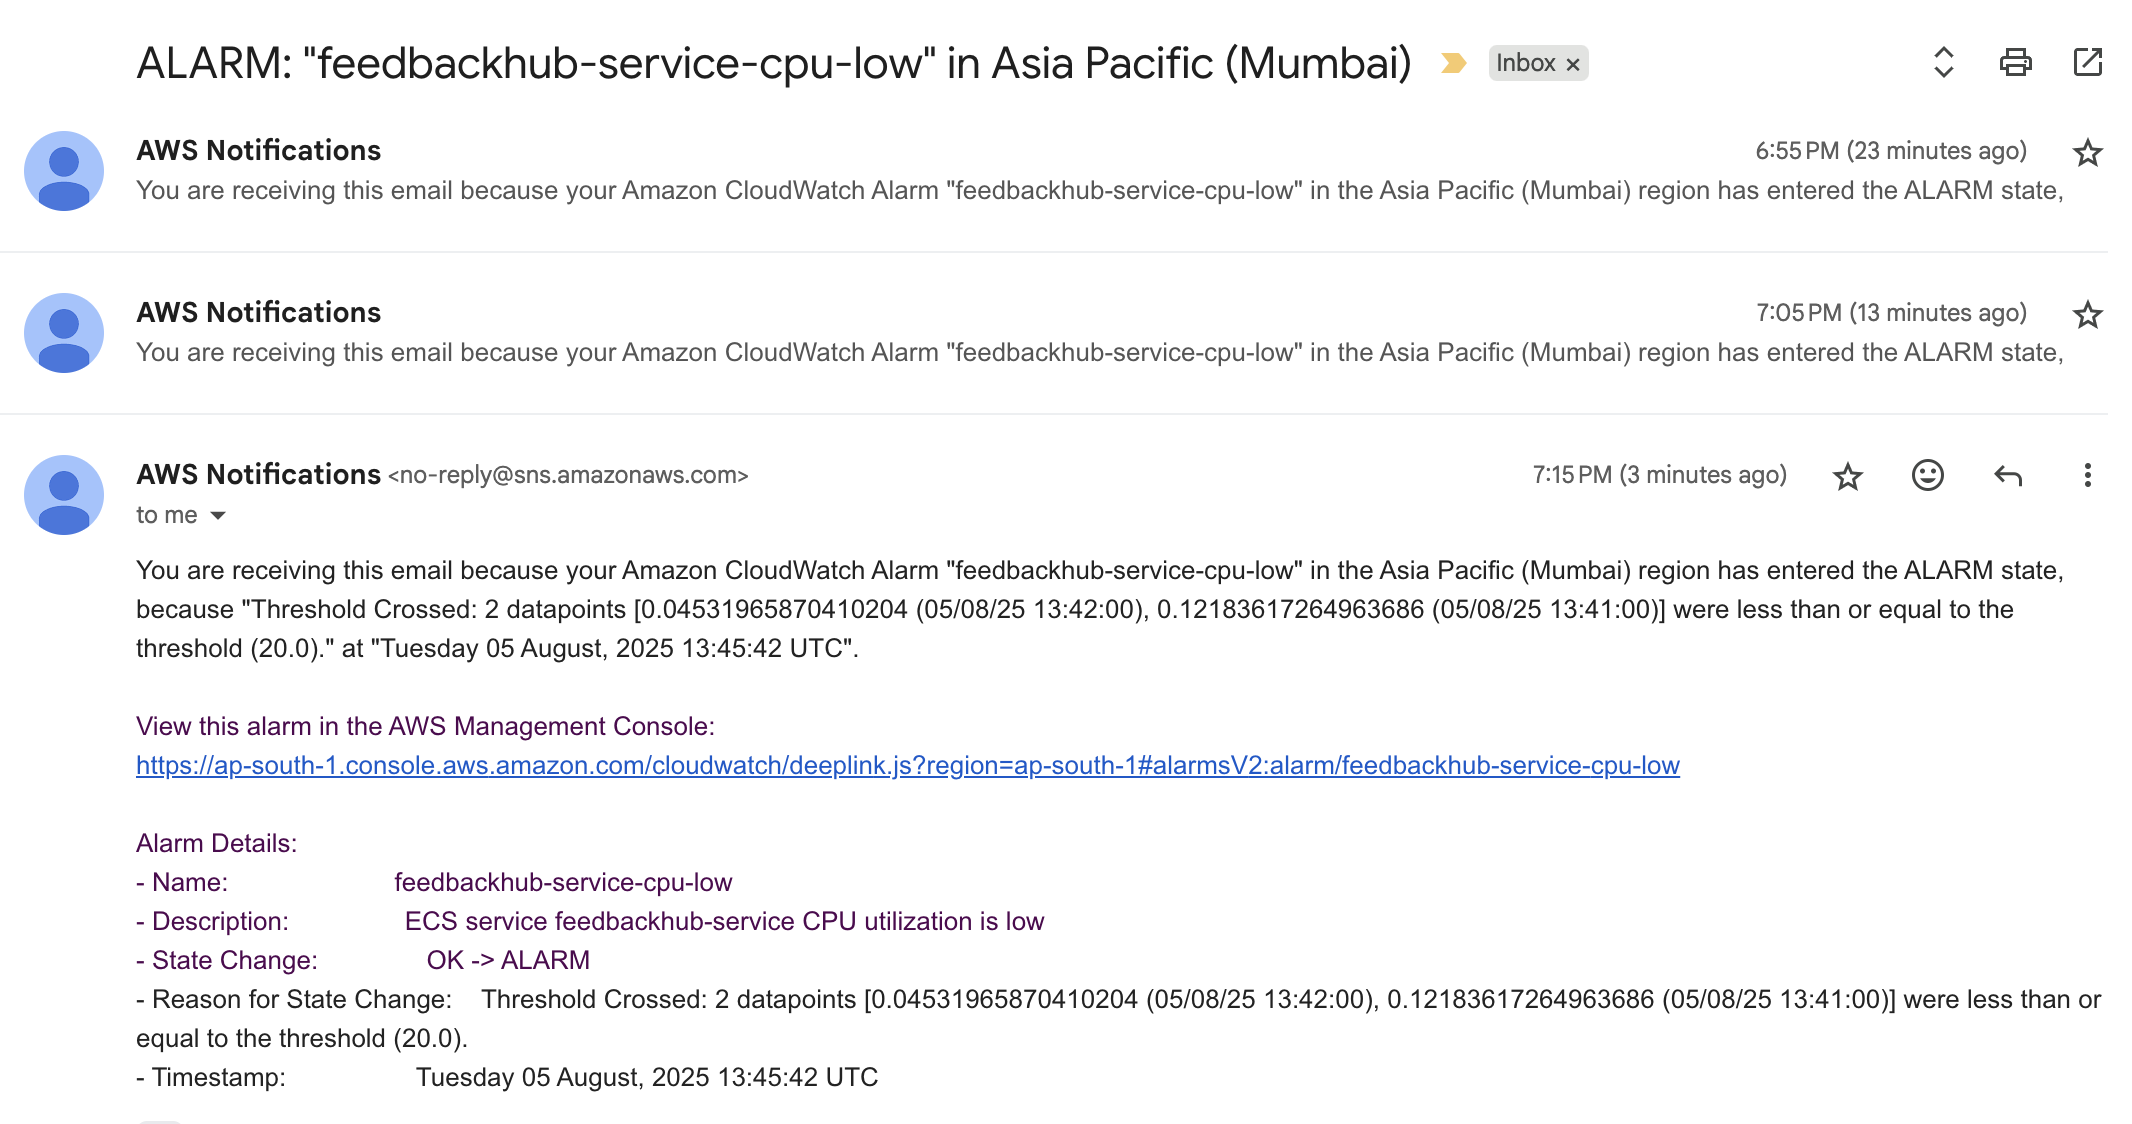 ALARM: "feedbackhub-service-cpu-low" in Asia Pacific (Mumbai) Inbox ×
AWS Notifications 6:55 PM (23 minutes ago)
You are receiving this email because your Amazon CloudWatch Alarm "feedbackhub-service-cpu-low" in the Asia Pacific (Mumbai) region has entered the ALARM state,
AWS Notifications 7:05 PM (13 minutes ago)
You are receiving this email because your Amazon CloudWatch Alarm "feedbackhub-service-cpu-low" in the Asia Pacific (Mumbai) region has entered the ALARM state,
AWS Notifications <no-reply@sns.amazonaws.com> 7:15 PM (3 minutes ago)
to me
You are receiving this email because your Amazon CloudWatch Alarm "feedbackhub-service-cpu-low" in the Asia Pacific (Mumbai) region has entered the ALARM state,
because "Threshold Crossed: 2 datapoints [0.04531965870410204 (05/08/25 13:42:00), 0.12183617264963686 (05/08/25 13:41:00)] were less than or equal to the
threshold (20.0)." at "Tuesday 05 August, 2025 13:45:42 UTC".
View this alarm in the AWS Management Console:
https://ap-south-1.console.aws.amazon.com/cloudwatch/deeplink.js?region=ap-south-1#alarmsV2:alarm/feedbackhub-service-cpu-low
Alarm Details:
- Name: feedbackhub-service-cpu-low
- Description: ECS service feedbackhub-service CPU utilization is low
- State Change: OK -> ALARM
- Reason for State Change: Threshold Crossed: 2 datapoints [0.04531965870410204 (05/08/25 13:42:00), 0.12183617264963686 (05/08/25 13:41:00)] were less than or
equal to the threshold (20.0).
- Timestamp: Tuesday 05 August, 2025 13:45:42 UTC